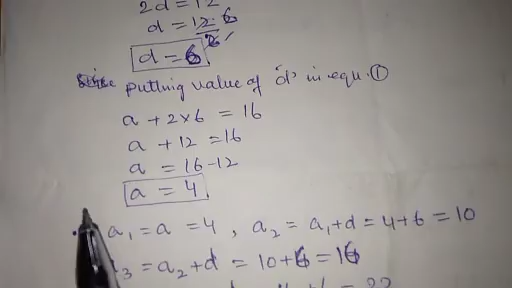 2d = 12
d = 12 6
2
d = 6
putting value of 'd' in equ. ①
a + 2×6 = 16
a + 12 = 16
a = 16-12
a = 4
a₁ = a = 4, a₂ = a₁+d = 4+6 = 10
₃ = a₂+d = 10+6 = 16